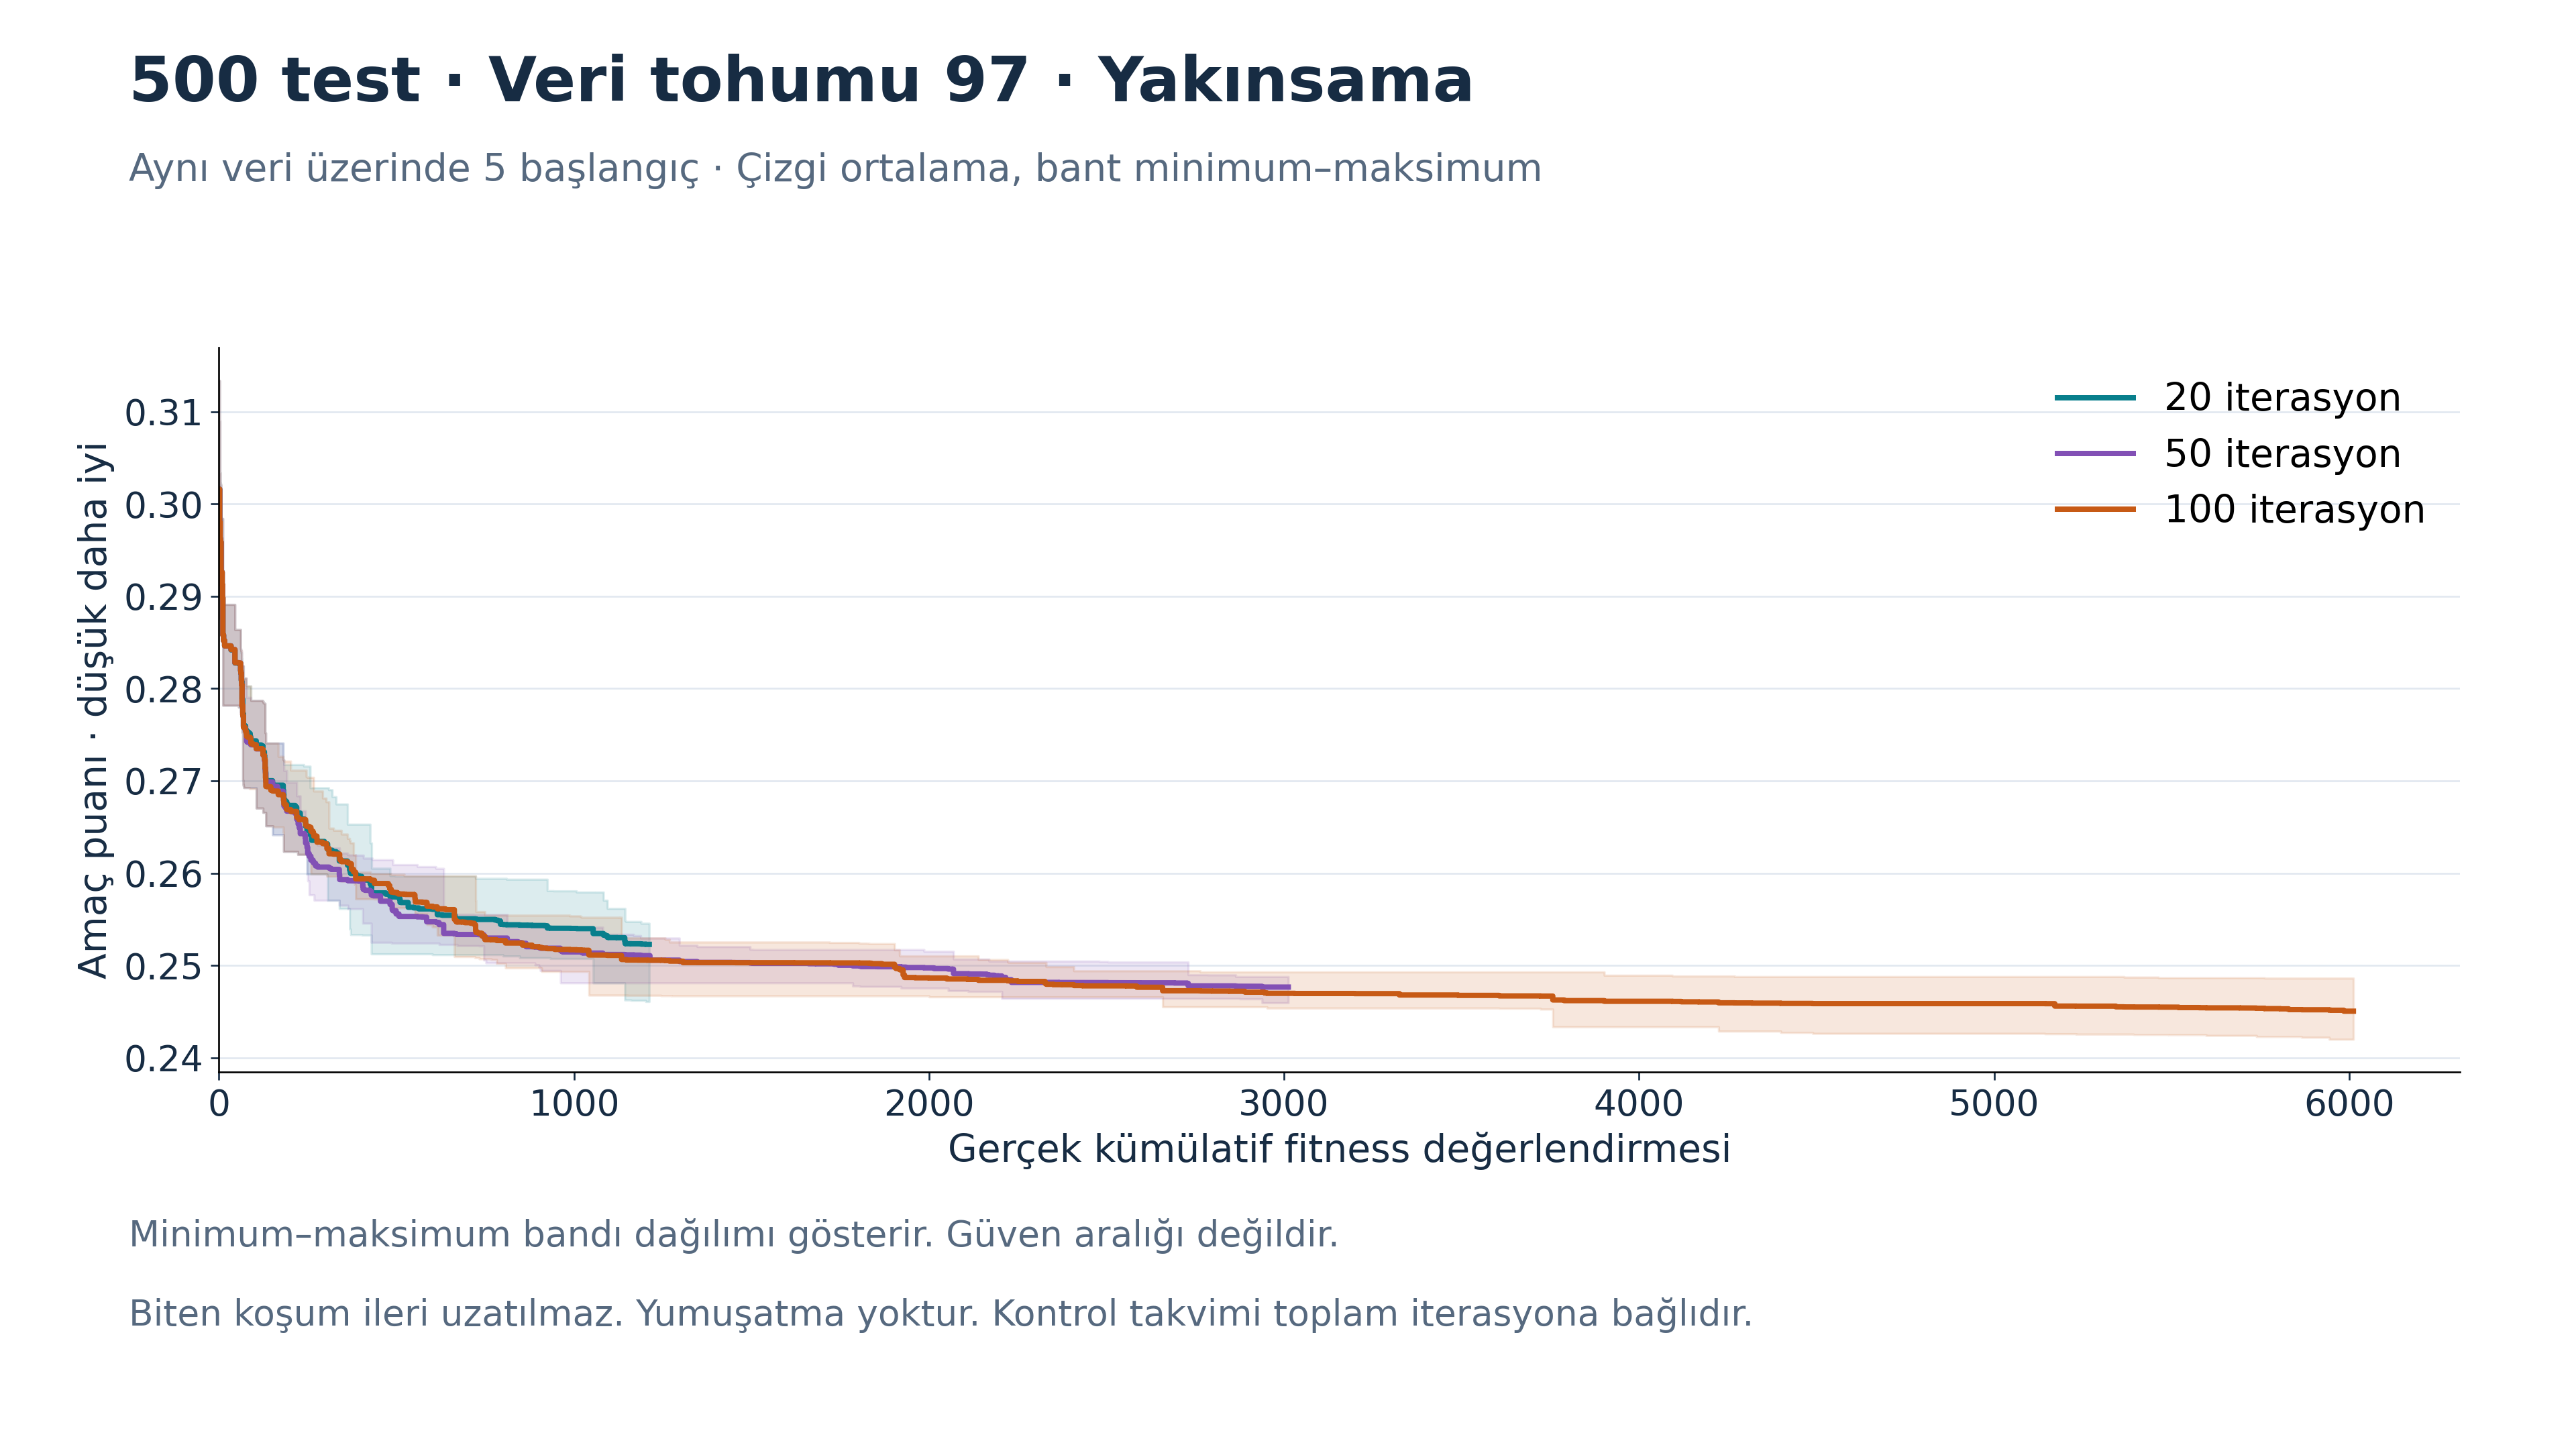 500 test · Veri tohumu 97 · Yakınsama
Aynı veri üzerinde 5 başlangıç · Çizgi ortalama, bant minimum–maksimum
Amaç puanı · düşük daha iyi
0.31
0.30
0.29
0.28
0.27
0.26
0.25
0.24
20 iterasyon
50 iterasyon
100 iterasyon
0 1000 2000 3000 4000 5000 6000
Gerçek kümülatif fitness değerlendirmesi
Minimum–maksimum bandı dağılımı gösterir. Güven aralığı değildir.
Biten koşum ileri uzatılmaz. Yumuşatma yoktur. Kontrol takvimi toplam iterasyona bağlıdır.